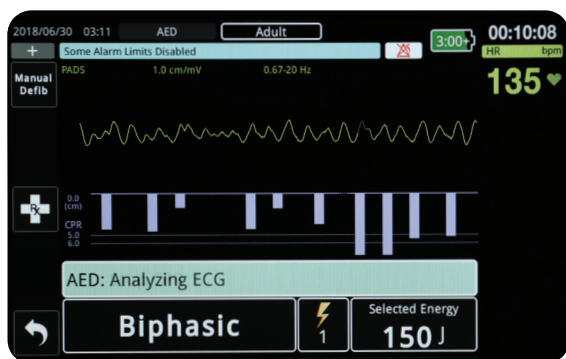 2018/06/30 03:11 AED Adult 3:00+ 00:10:08
+ Some Alarm Limits Disabled HR bpm
Manual
Defib
PADS 1.0 cm/mV 0.67-20 Hz
135
Rx
0.0
(cm)
CPR
5.0
6.0
AED: Analyzing ECG
Biphasic
1
Selected Energy
150 J